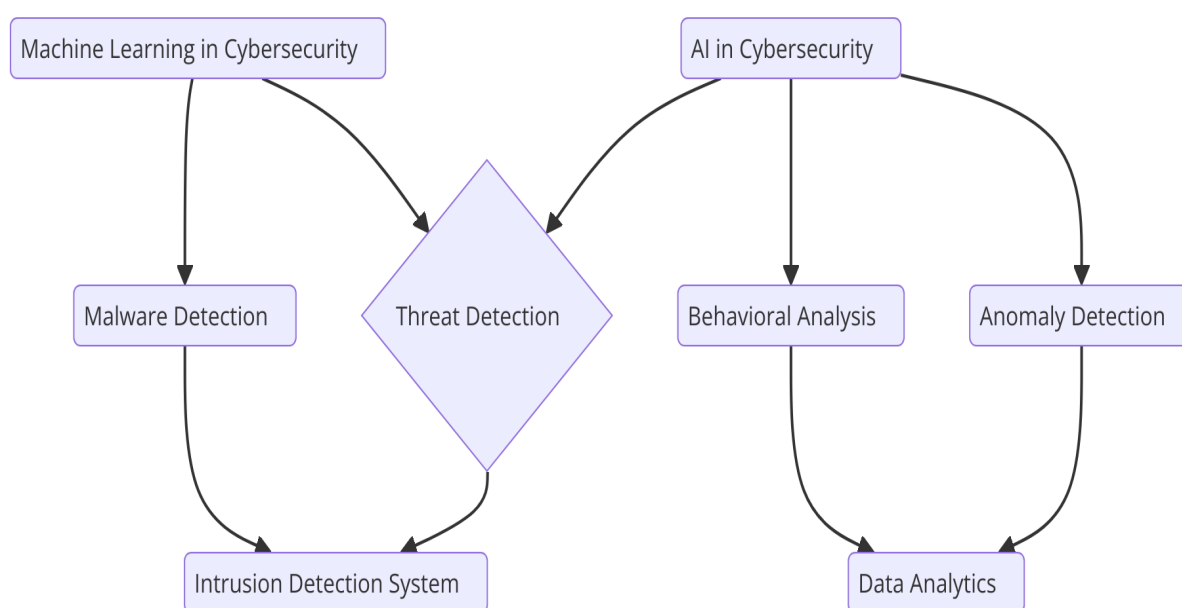 Machine Learning in Cybersecurity
AI in Cybersecurity
Malware Detection
Threat Detection
Behavioral Analysis
Anomaly Detection
Intrusion Detection System
Data Analytics